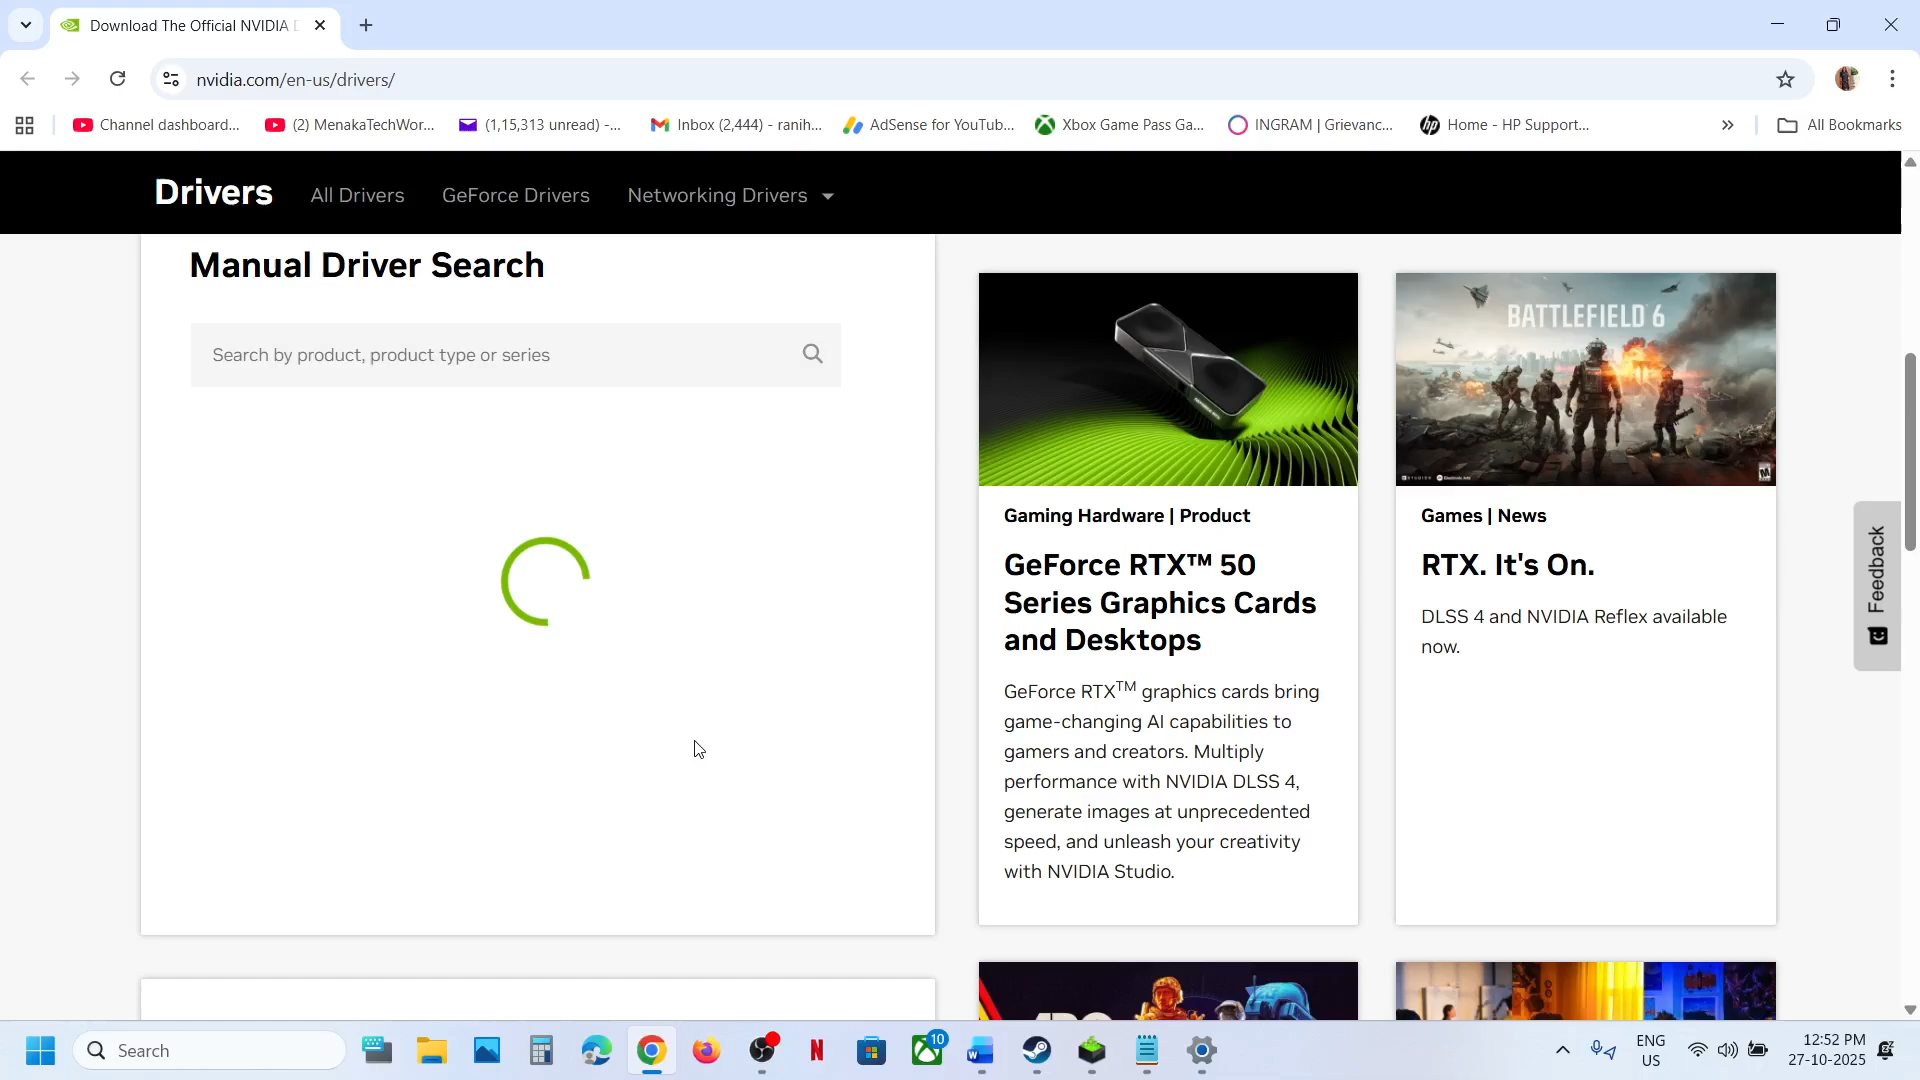 Download The Official NVIDIA D
nvidia.com/en-us/drivers/
Channel dashboard...
(2) MenakaTechWor...
(1,15,313 unread) -...
Inbox (2,444) - ranih...
AdSense for YouTub...
Xbox Game Pass Ga...
INGRAM | Grievanc...
Home - HP Support...
All Bookmarks
Drivers
All Drivers
GeForce Drivers
Networking Drivers
Manual Driver Search
Search by product, product type or series
Gaming Hardware | Product
GeForce RTX™ 50
Series Graphics Cards
and Desktops
GeForce RTXTM graphics cards bring
game-changing AI capabilities to
gamers and creators. Multiply
performance with NVIDIA DLSS 4,
generate images at unprecedented
speed, and unleash your creativity
with NVIDIA Studio.
BATTLEFIELD 6
Games | News
RTX. It's On.
DLSS 4 and NVIDIA Reflex available
now.
Feedback
Search
10
ENG
US
12:52 PM
27-10-2025